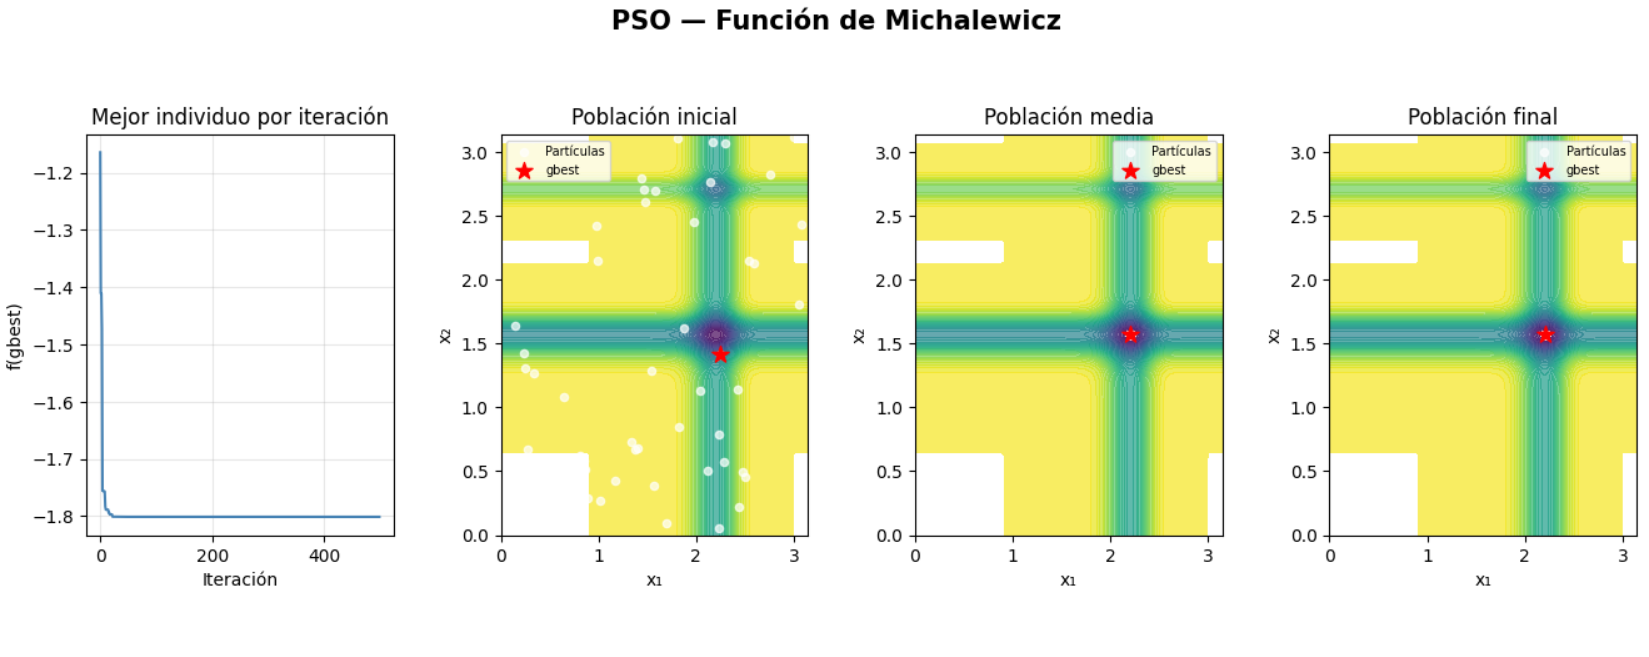 PSO — Función de Michalewicz
Mejor individuo por iteración
−1.2
−1.3
−1.4
−1.5
−1.6
−1.7
−1.8
f(gbest)
0
200
400
Iteración
Población inicial
Partículas
gbest
3.0
2.5
2.0
1.5
1.0
0.5
0.0
x₂
0
1
2
3
x₁
Población media
Partículas
gbest
3.0
2.5
2.0
1.5
1.0
0.5
0.0
x₂
0
1
2
3
x₁
Población final
Partículas
gbest
3.0
2.5
2.0
1.5
1.0
0.5
0.0
x₂
0
1
2
3
x₁